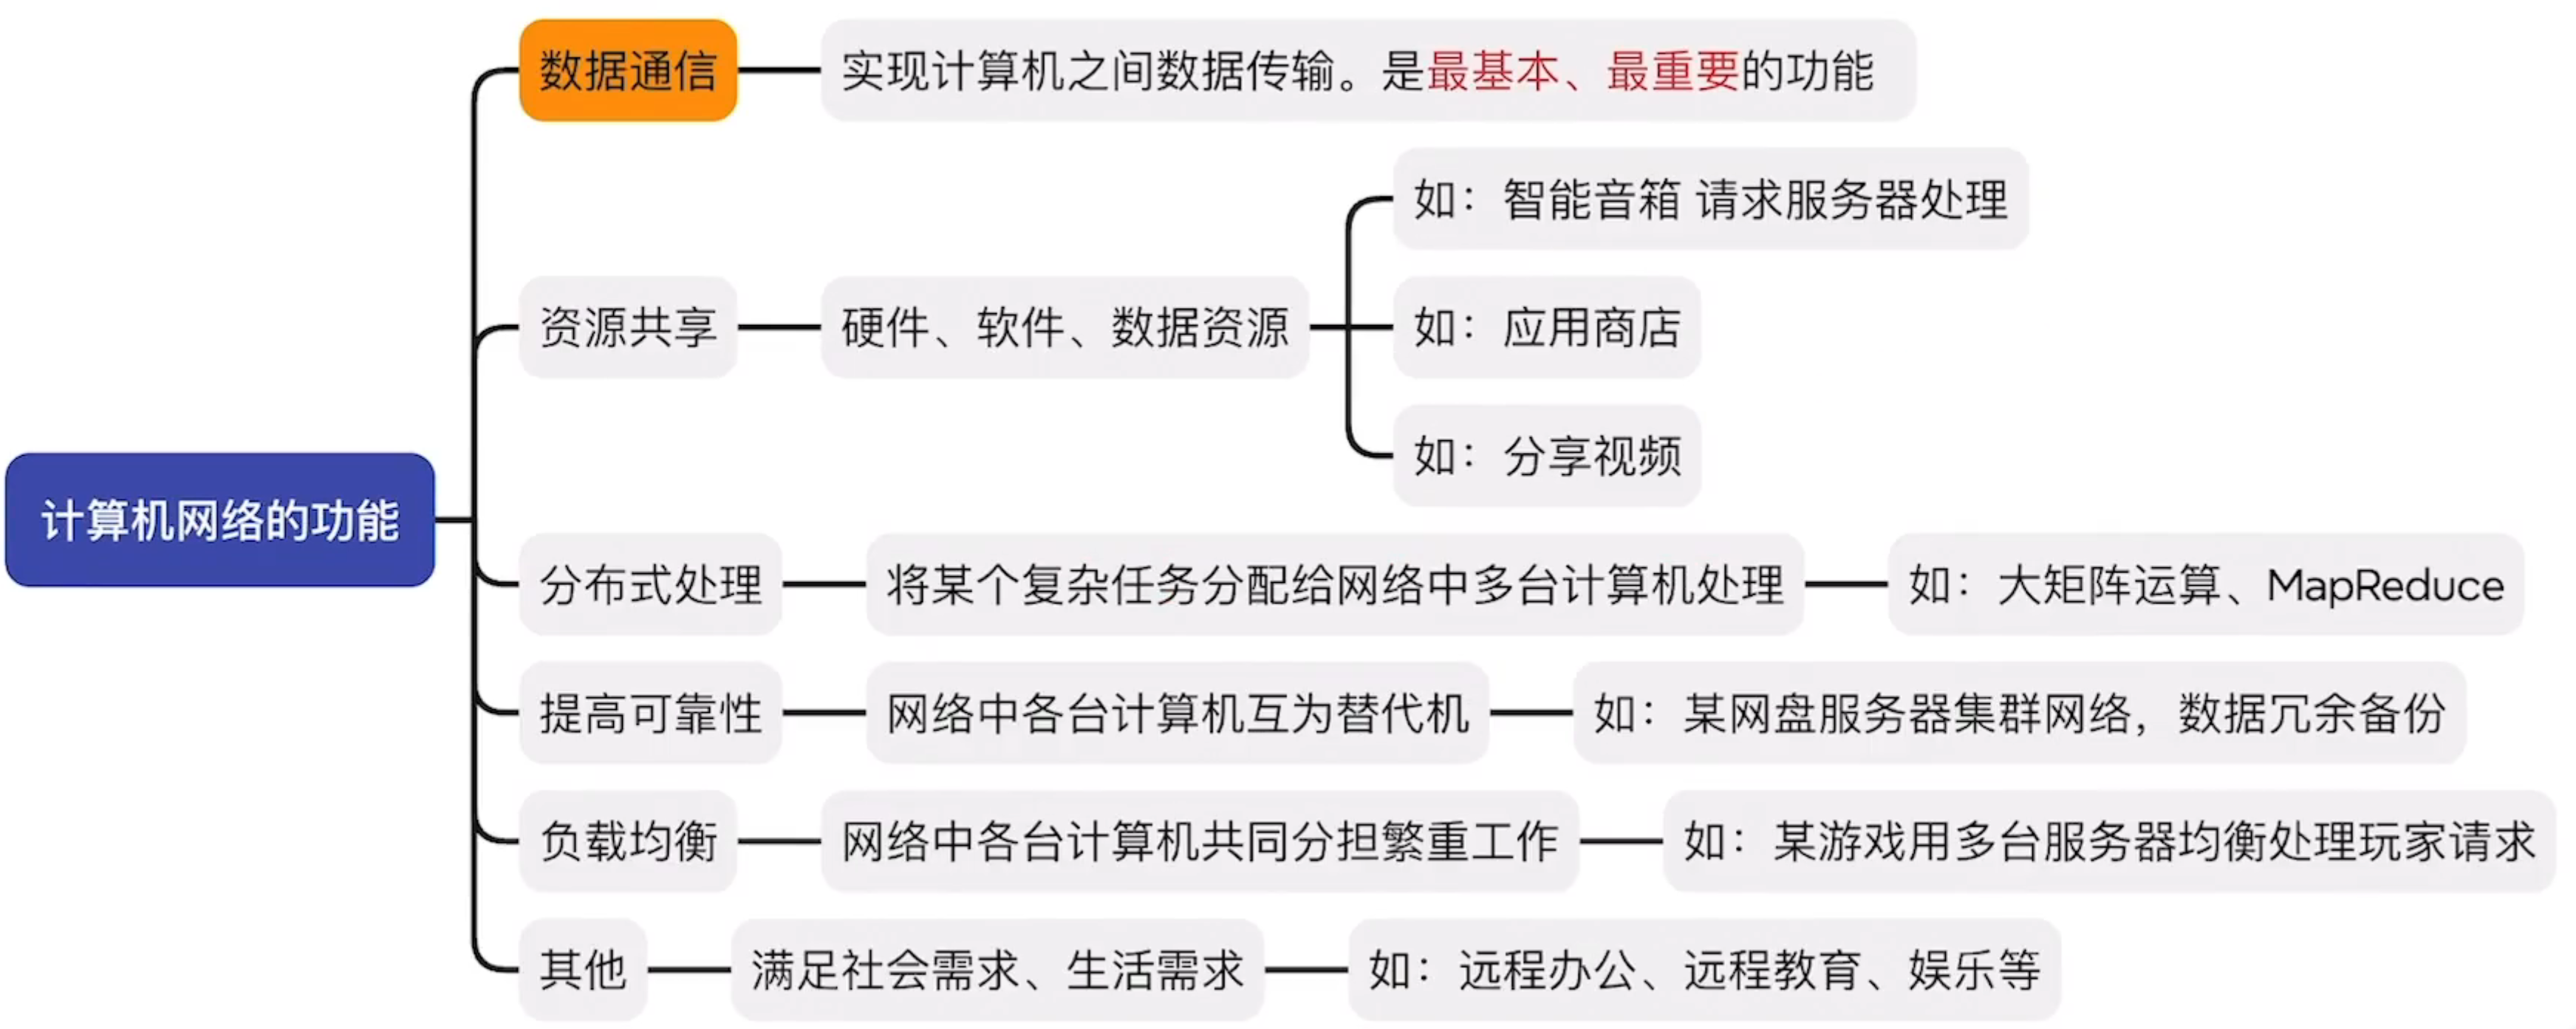 计算机网络的功能
数据通信
实现计算机之间数据传输。是最基本、最重要的功能
资源共享
硬件、软件、数据资源
如：智能音箱 请求服务器处理
如：应用商店
如：分享视频
分布式处理
将某个复杂任务分配给网络中多台计算机处理
如：大矩阵运算、MapReduce
提高可靠性
网络中各台计算机互为替代机
如：某网盘服务器集群网络，数据冗余备份
负载均衡
网络中各台计算机共同分担繁重工作
如：某游戏用多台服务器均衡处理玩家请求
其他
满足社会需求、生活需求
如：远程办公、远程教育、娱乐等